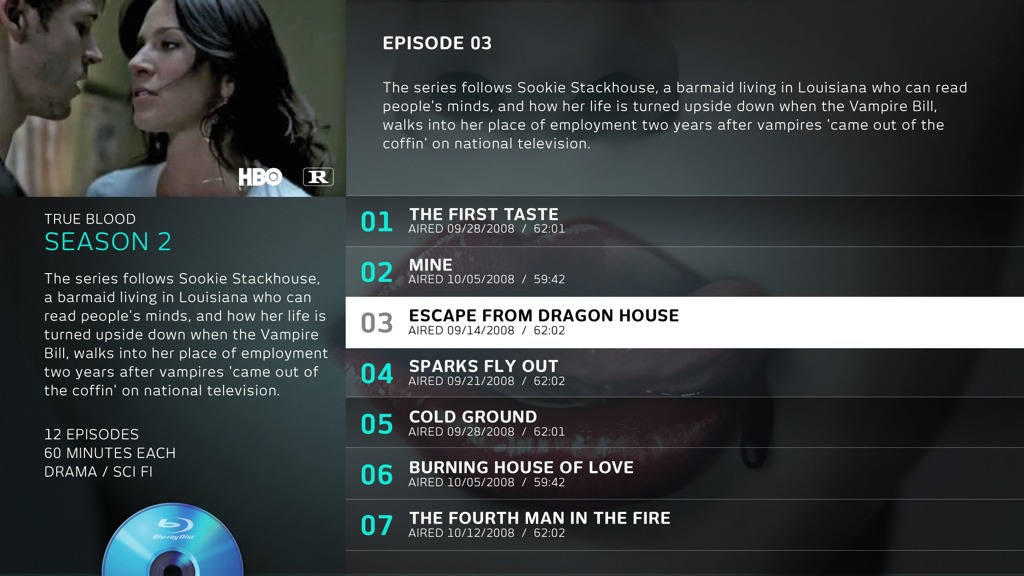 HBO R
TRUE BLOOD
SEASON 2
The series follows Sookie Stackhouse,
a barmaid living in Louisiana who can
read people's minds, and how her life is
turned upside down when the Vampire
Bill, walks into her place of employment
two years after vampires 'came out of
the coffin' on national television.
12 EPISODES
60 MINUTES EACH
DRAMA / SCI FI
Blu-ray Disc
EPISODE 03
The series follows Sookie Stackhouse, a barmaid living in Louisiana who can read
people's minds, and how her life is turned upside down when the Vampire Bill,
walks into her place of employment two years after vampires 'came out of the
coffin' on national television.
01 THE FIRST TASTE
AIRED 09/28/2008 / 62:01
02 MINE
AIRED 10/05/2008 / 59:42
03 ESCAPE FROM DRAGON HOUSE
AIRED 09/14/2008 / 62:02
04 SPARKS FLY OUT
AIRED 09/21/2008 / 62:02
05 COLD GROUND
AIRED 09/28/2008 / 62:01
06 BURNING HOUSE OF LOVE
AIRED 10/05/2008 / 59:42
07 THE FOURTH MAN IN THE FIRE
AIRED 10/12/2008 / 62:02